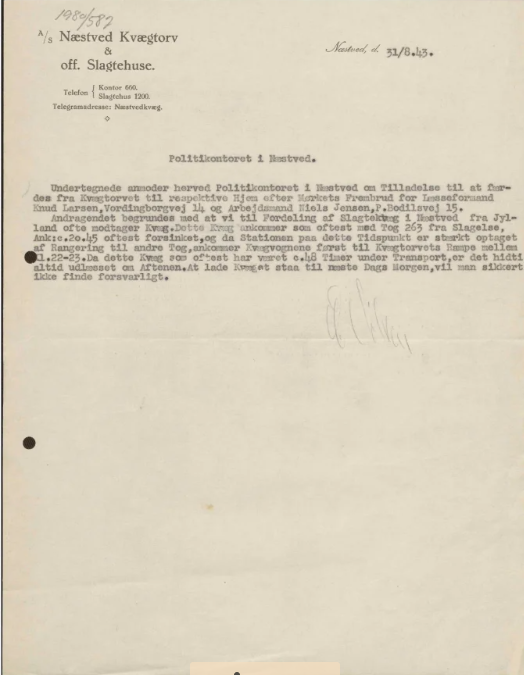 1980/587
A/S Næstved Kvægtorv
&
off. Slagtehuse.
Telefon { Kontor 660.
Slagtehus 1200.
Telegramadresse: Næstvedkvæg.
Næstved, d. 31/8.43.
Politikontoret i Næstved.
Undertegnede anmoder herved Politikontoret i Næstved om Tilladelse til at fær-
des fra Kvægtorvet til respektive Hjem efter Mørkets Frembrud for Læsseformand
Knud Larsen, Vordingborgvej 14 og Arbejdsmand Niels Jensen,P.Bodilsvej 15.
Andragendet begrundes med at vi til Fordeling af Slagtekvæg i Næstved fra Jyl-
land ofte modtager Kvæg.Dette Kvæg ankommer som oftest med Tog 263 fra Slagelse,
Ank:c.20.45 oftest forsinket,og da Stationen paa dette Tidspunkt er stærkt optaget
af Rangering til andre Tog,ankommer Kvægvognene først til Kvægtorvets Rampe mellem
l.22-23.Da dette Kvæg som oftest har været c.48 Timer under Transport,er det hidti
altid udlæsset om Aftenen.At lade Kvæget staa til næste Dags Morgen,vil man sikkert
ikke finde forsvarligt.